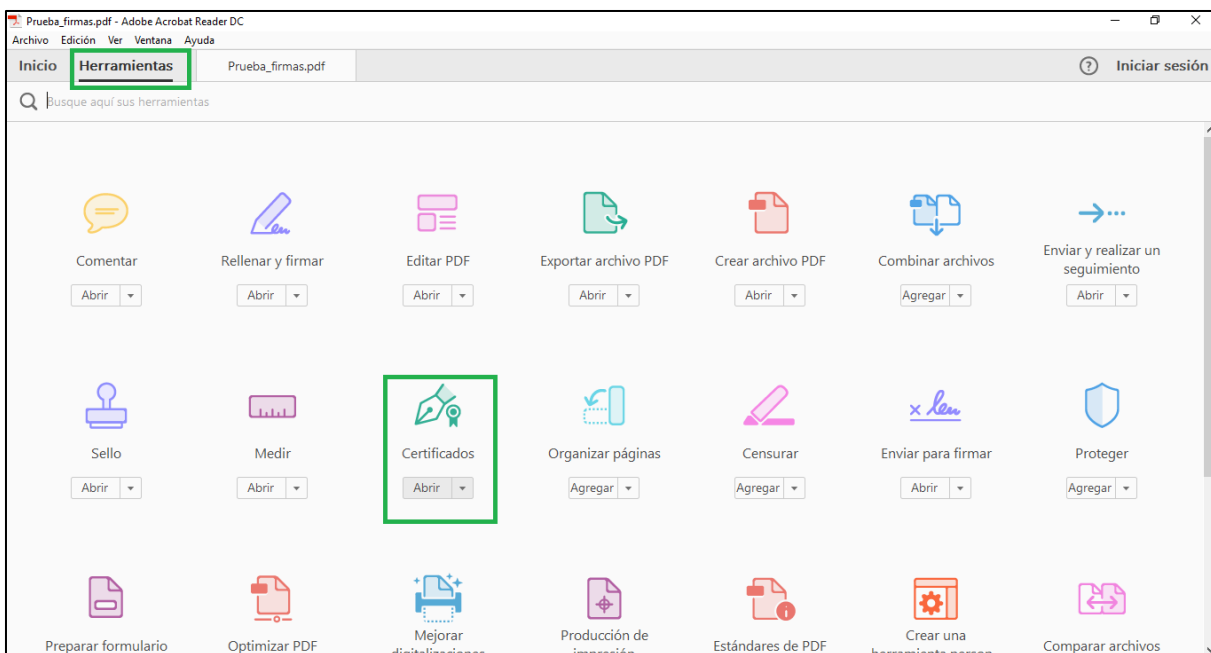 Prueba_firmas.pdf - Adobe Acrobat Reader DC
Archivo Edición Ver Ventana Ayuda
Inicio Herramientas Prueba_firmas.pdf ? Iniciar sesión
Busque aquí sus herramientas
Comentar
Abrir
Rellenar y firmar
Abrir
Editar PDF
Abrir
Exportar archivo PDF
Abrir
Crear archivo PDF
Abrir
Combinar archivos
Agregar
Enviar y realizar un
seguimiento
Abrir
Sello
Abrir
Medir
Abrir
Certificados
Abrir
Organizar páginas
Agregar
Censurar
Agregar
Enviar para firmar
Abrir
Proteger
Agregar
Preparar formulario
Optimizar PDF
Mejorar
digitalizaciones
Producción de
impresión
Estándares de PDF
Crear una
herramienta person
Comparar archivos